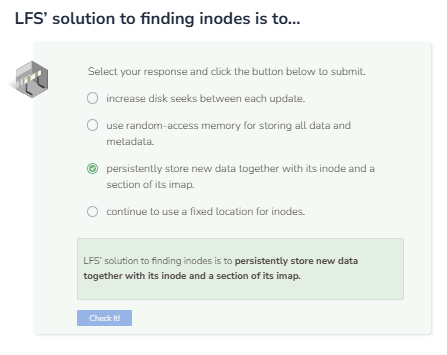 LFS’ solution to finding inodes is to...
Select your response and click the button below to submit.
increase disk seeks between each update.
use random-access memory for storing all data and
metadata.
persistently store new data together with its inode and a
section of its imap.
continue to use a fixed location for inodes.
LFS’ solution to finding inodes is to persistently store new data
together with its inode and a section of its imap.
Check It!